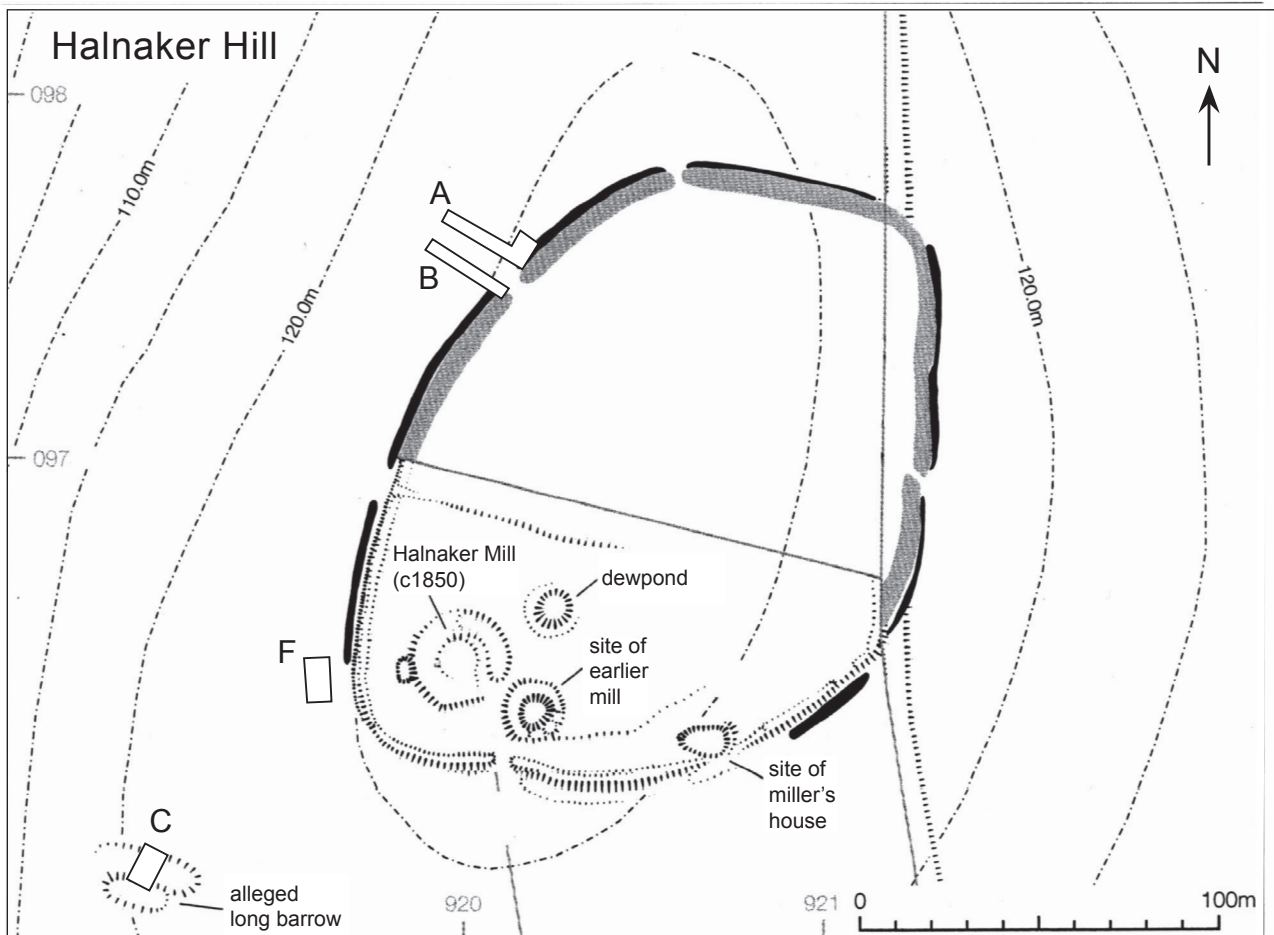 Halnaker Hill
N
098
110.0m
A
B
120.0m
120.0m
097
Halnaker Mill
(c1850)
dewpond
site of
earlier
mill
F
site of
miller's
house
C
alleged
long barrow
920
921
0
100m